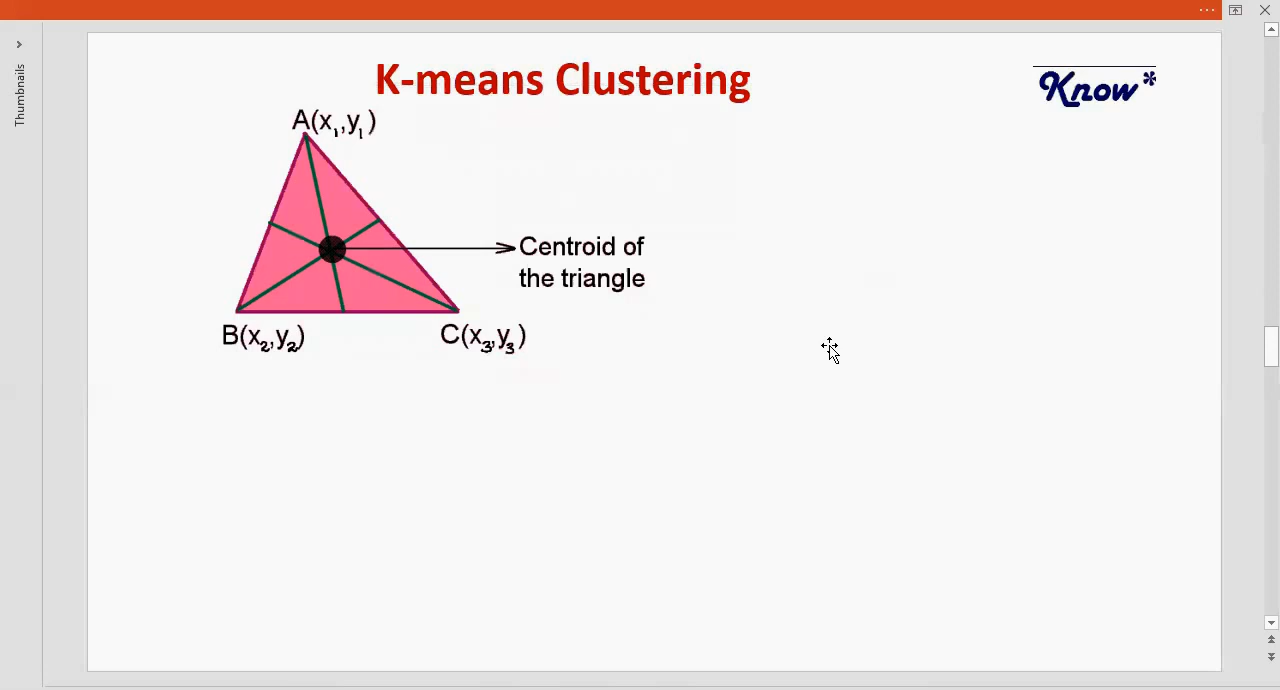 Thumbnails
K-means Clustering
Know*
A(x₁,y₁)
Centroid of
the triangle
B(x₂,y₂)
C(x₃,y₃)